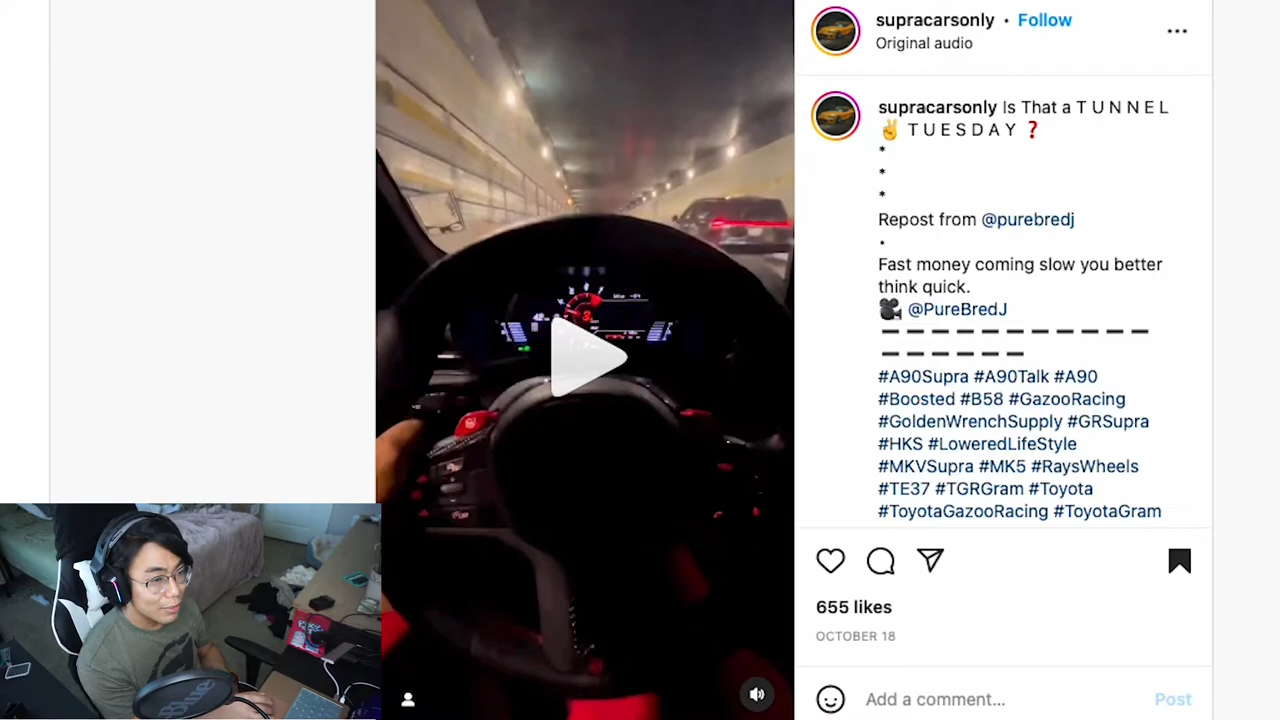 supracarsonly • Follow
Original audio
supracarsonly Is That a T U N N E L
✌️ T U E S D A Y ❓
*
*
*
Repost from @purebredj
.
Fast money coming slow you better
think quick.
🎥 @PureBredJ
➖➖➖➖➖➖➖➖➖➖➖➖
➖➖➖➖➖➖
#A90Supra #A90Talk #A90
#Boosted #B58 #GazooRacing
#GoldenWrenchSupply #GRSupra
#HKS #LoweredLifeStyle
#MKVSupra #MK5 #RaysWheels
#TE37 #TGRGram #Toyota
#ToyotaGazooRacing #ToyotaGram
655 likes
OCTOBER 18
Add a comment... Post
Blue